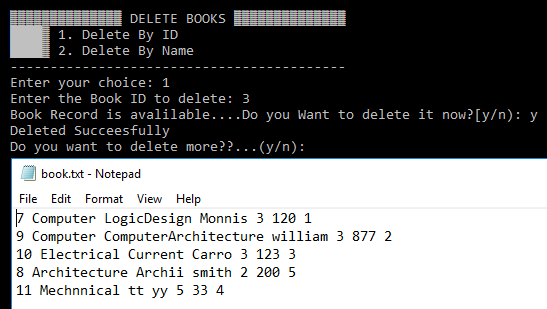 DELETE BOOKS
1. Delete By ID
2. Delete By Name
------------------------------------------
Enter your choice: 1
Enter the Book ID to delete: 3
Book Record is avalilable....Do you Want to delete it now?[y/n): y
Deleted Succeesfully
Do you want to delete more??...(y/n):
book.txt - Notepad
File Edit Format View Help
7 Computer LogicDesign Monnis 3 120 1
9 Computer ComputerArchitecture william 3 877 2
10 Electrical Current Carro 3 123 3
8 Architecture Archii smith 2 200 5
11 Mechnnical tt yy 5 33 4